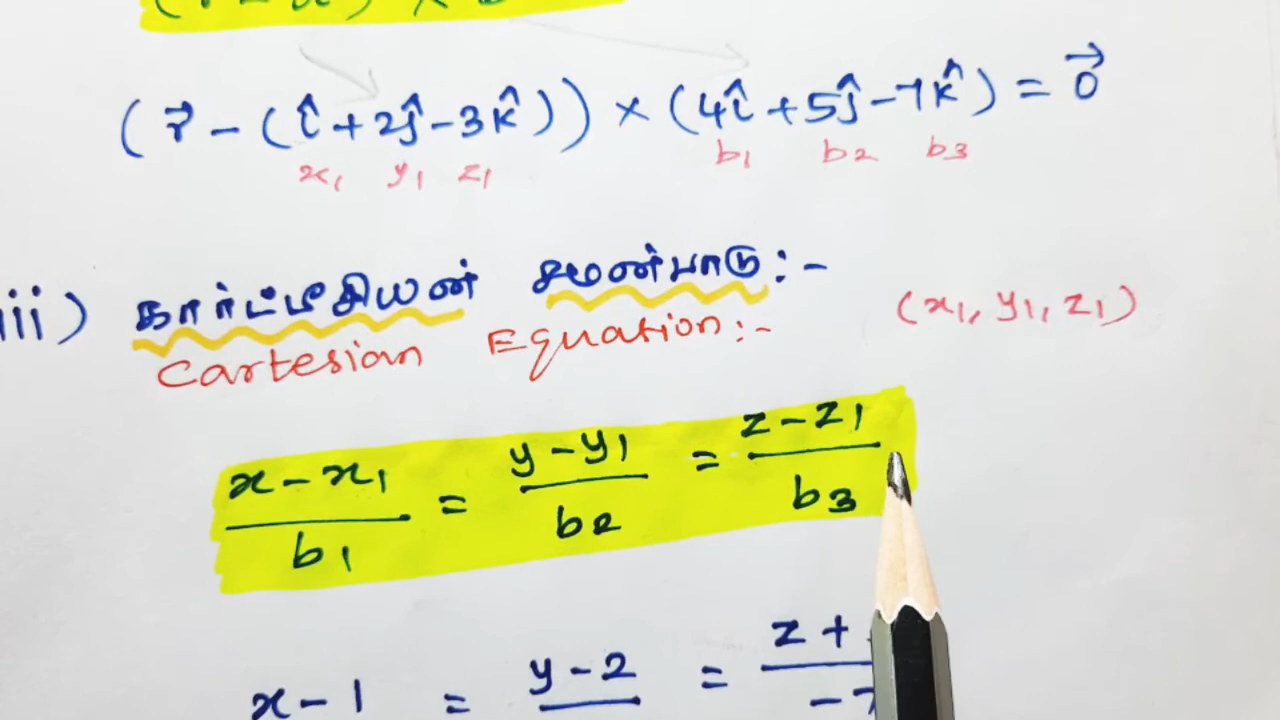 (r⃗ - (î + 2ĵ - 3k̂)) × (4î + 5ĵ - 7k̂) = 0⃗
x₁ y₁ z₁ b₁ b₂ b₃
iii) கார்ட்டீசியன் சமன்பாடு :-
Cartesian Equation :- (x₁, y₁, z₁)
x - x₁ / b₁ = y - y₁ / b₂ = z - z₁ / b₃
x - 1 = y - 2 = z + / -7